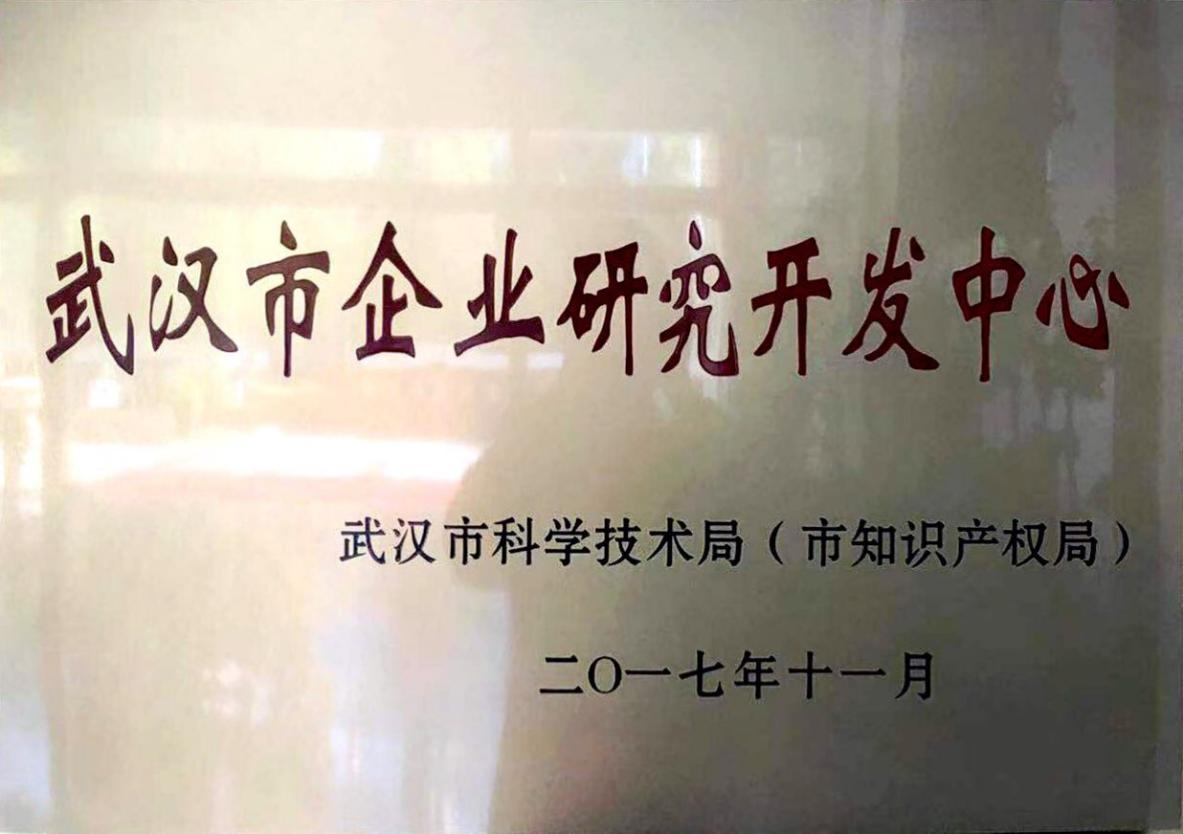 武汉市企业研究开发中心
武汉市科学技术局（市知识产权局）
二〇一七年十一月